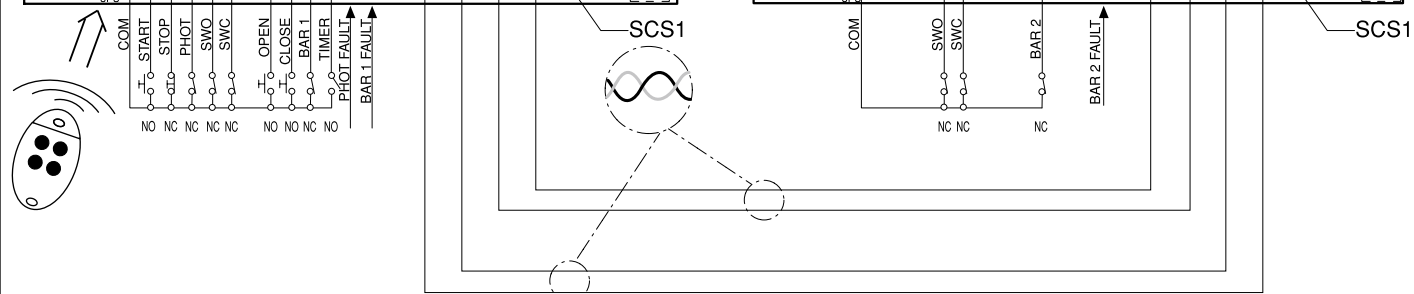 COM
START
STOP
PHOT
SWO
SWC
OPEN
CLOSE
BAR 1
TIMER
PHOT FAULT
BAR 1 FAULT
NO NC NC NC NC NO NO NC NO
SCS1
COM
SWO
SWC
BAR 2
BAR 2 FAULT
NC NC NC
SCS1